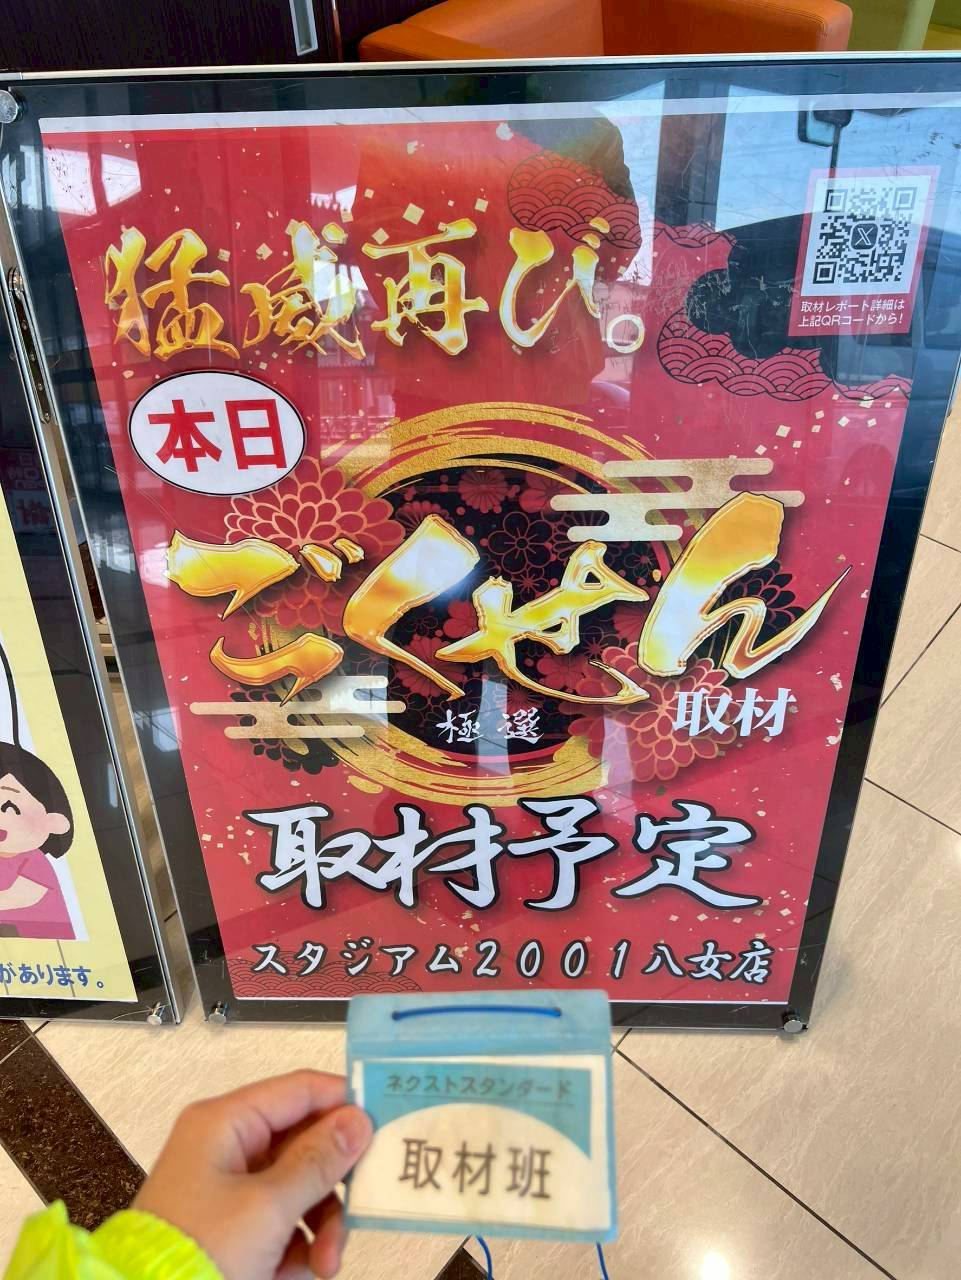 猛威再び。
取材レポート詳細は
上記QRコードから!
本日
ごくせん
極選
取材
取材予定
スタジアム2001八女店
があります。
ネクストスタンダード
取材班